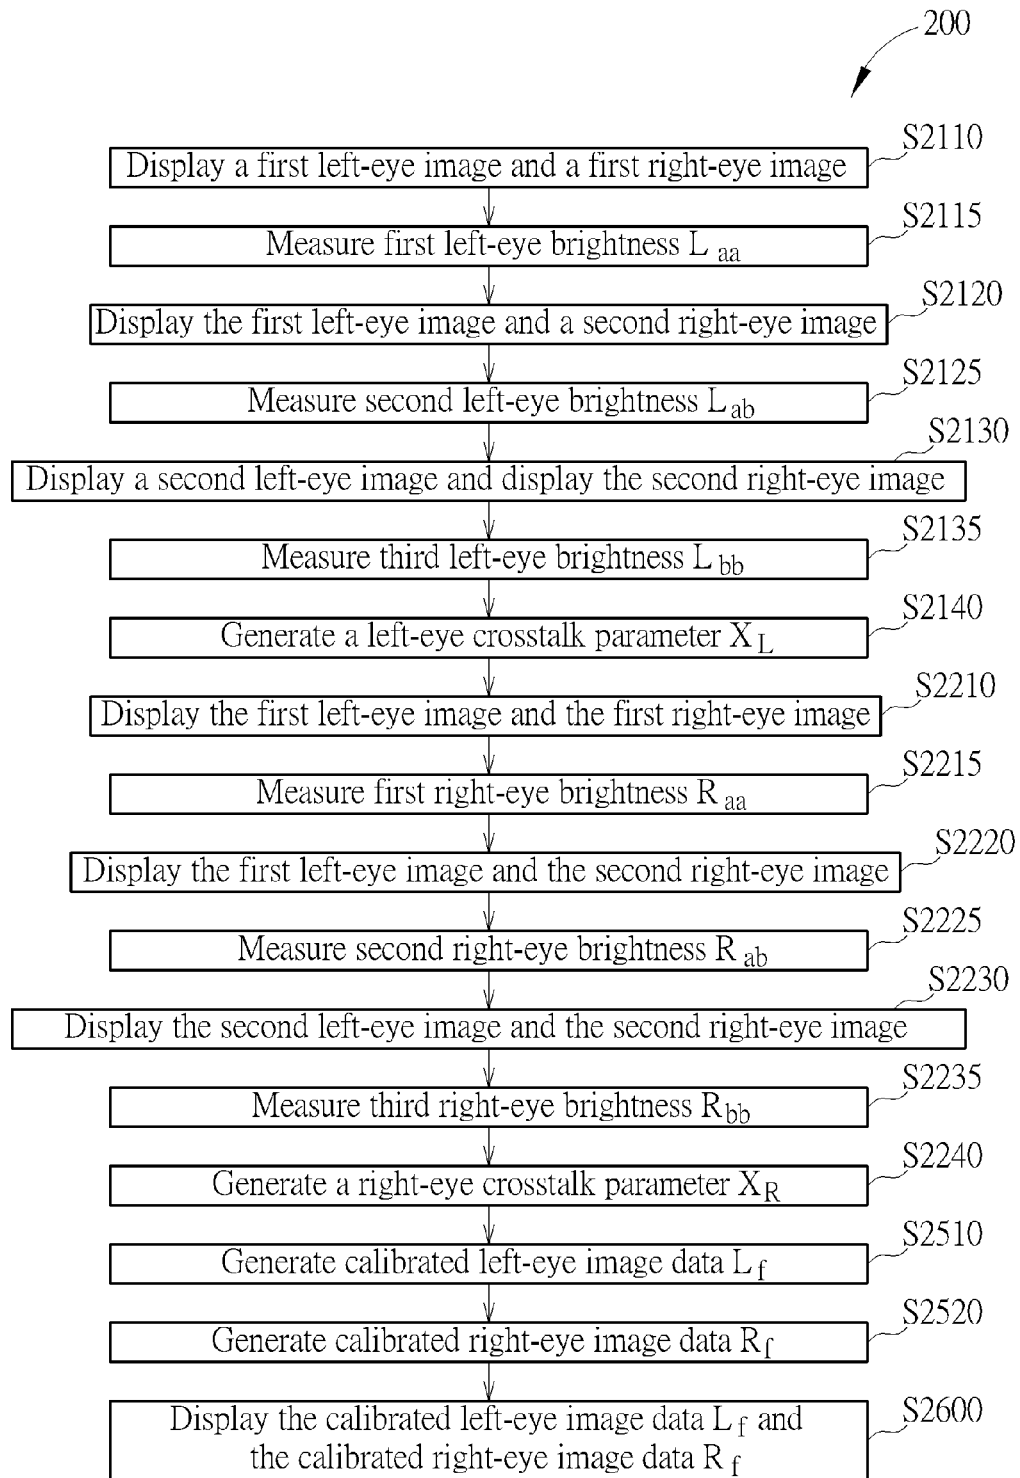 200
S2110
Display a first left-eye image and a first right-eye image
S2115
Measure first left-eye brightness L aa
S2120
Display the first left-eye image and a second right-eye image
S2125
Measure second left-eye brightness L ab
S2130
Display a second left-eye image and display the second right-eye image
S2135
Measure third left-eye brightness L bb
S2140
Generate a left-eye crosstalk parameter X L
S2210
Display the first left-eye image and the first right-eye image
S2215
Measure first right-eye brightness R aa
S2220
Display the first left-eye image and the second right-eye image
S2225
Measure second right-eye brightness R ab
S2230
Display the second left-eye image and the second right-eye image
S2235
Measure third right-eye brightness R bb
S2240
Generate a right-eye crosstalk parameter X R
S2510
Generate calibrated left-eye image data L f
S2520
Generate calibrated right-eye image data R f
S2600
Display the calibrated left-eye image data L f and
the calibrated right-eye image data R f